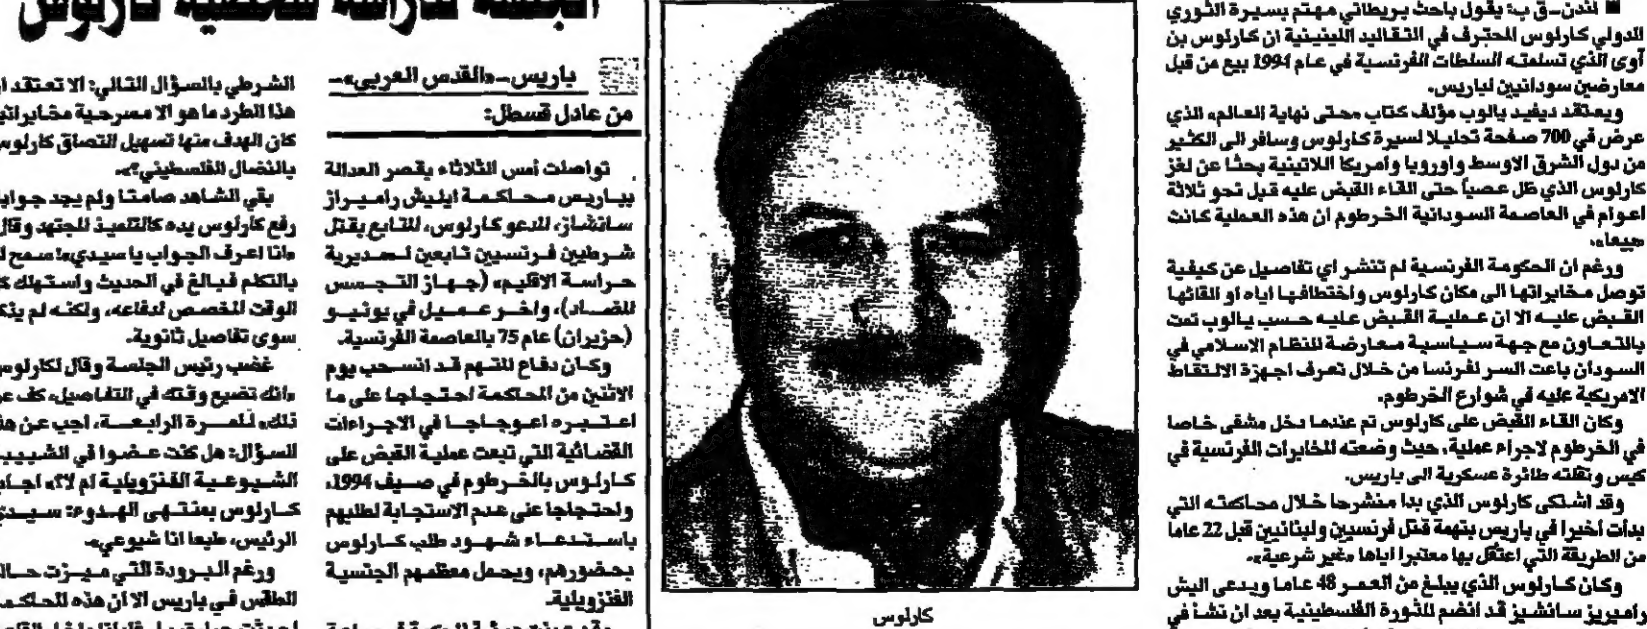 ■ لندن-ق ب: يقول باحث بريطاني مهتم بسيرة الثوري
الدولي كارلوس المحترف في التقاليد اللينينية ان كارلوس بن
آوى الذي تسلمته السلطات الفرنسية في عام 1994 بيع من قبل
معارضين سودانيين لباريس.
ويعتقد ديفيد يالوب مؤلف كتاب «حتى نهاية العالم» الذي
عرض في 700 صفحة تحليلا لسيرة كارلوس وسافر الى الكثير
من دول الشرق الاوسط واوروبا وامريكا اللاتينية بحثا عن لغز
كارلوس الذي ظل عصياً حتى القاء القبض عليه قبل نحو ثلاثة
اعوام في العاصمة السودانية الخرطوم ان هذه العملية كانت
«بيعا».
ورغم ان الحكومة الفرنسية لم تنشر اي تفاصيل عن كيفية
توصل مخابراتها الى مكان كارلوس واختطافها اياه او القائها
القبض عليه الا ان عملية القبض عليه حسب يالوب تمت
بالتعاون مع جهة سياسية معارضة للنظام الاسلامي في
السودان باعت السر لفرنسا من خلال تعرف اجهزة الالتقاط
الامريكية عليه في شوارع الخرطوم.
وكان القاء القبض على كارلوس تم عندما دخل مشفى خاصا
في الخرطوم لاجراء عملية، حيث وضعته المخابرات الفرنسية في
كيس ونقلته طائرة عسكرية الى باريس.
وقد اشتكى كارلوس الذي بدا منشرحا خلال محاكمته التي
بدأت أخيرا في باريس بتهمة قتل فرنسيين ولبنانيين قبل 22 عاما
من الطريقة التي اعتقل بها معتبرا اياها «غير شرعية».
وكان كارلوس الذي يبلغ من العمر 48 عاما ويدعى اليش
راميريز سانشيز قد انضم للثورة الفلسطينية بعد ان نشأ في
كارلوس
الجلسة لدراسة شخصية كارلوس
باريس-«القدس العربي»-
من عادل قسطل:
تواصلت أمس الثلاثاء بقصر العدالة
بباريس محاكمة ايليش راميراز
سانشاز، المدعو كارلوس، المتابع بقتل
شرطيين فرنسيين تابعين لـ«مديرية
حراسة الاقليم» (جهاز التجسس
المضاد)، واخر عميل في يونيو
(حزيران) عام 75 بالعاصمة الفرنسية.
وكان دفاع المتهم قد انسحب يوم
الاثنين من المحاكمة احتجاجا على ما
اعتبره اعوجاجا في الاجراءات
القضائية التي تبعت عملية القبض على
كارلوس بالخرطوم في صيف 1994،
واحتجاجا على عدم الاستجابة لطلبهم
باستدعاء شهود طلب كارلوس
بحضورهم، ويحمل معظمهم الجنسية
الفنزويلية.
الشرطي بالسؤال التالي: الا تعتقد ان
هذا الطرد ما هو الا مسرحية مخابراتية
كان الهدف منها تسهيل التصاق كارلوس
بالنضال الفلسطيني؟».
بقي الشاهد صامتا ولم يجد جوابا
رفع كارلوس يده كالتلميذ المجتهد وقال
«انا اعرف الجواب يا سيدي»! سمح له
بالتكلم فبالغ في الحديث واستهلك كل
الوقت المخصص لدفاعه، ولكنه لم يذكر
سوى تفاصيل ثانوية.
غضب رئيس الجلسة وقال لكارلوس
«انك تضيع وقتك في التفاصيل، كف عن
ذلك، للمرة الرابعة، اجب عن هذا
السؤال: هل كنت عضوا في الشبيبة
الشيوعية الفنزويلية ام لا؟» اجاب
كارلوس بمنتهى الهدوء: سيدي
الرئيس، طبعا انا شيوعي».
ورغم البرودة التي ميزت حالة
الطقس في باريس الا ان هذه المحاكمة